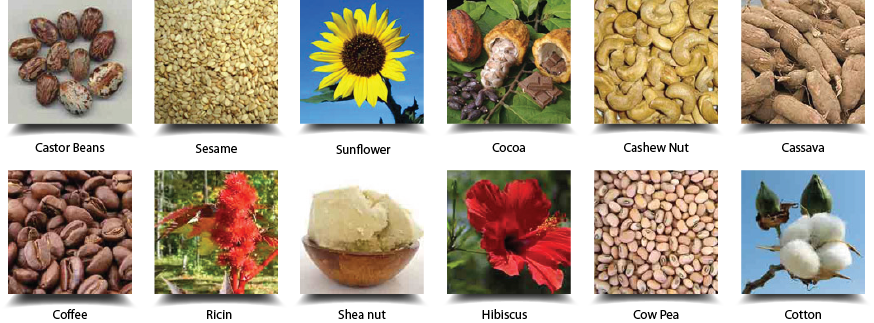 Castor Beans
Sesame
Sunflower
Cocoa
Cashew Nut
Cassava
Coffee
Ricin
Shea nut
Hibiscus
Cow Pea
Cotton